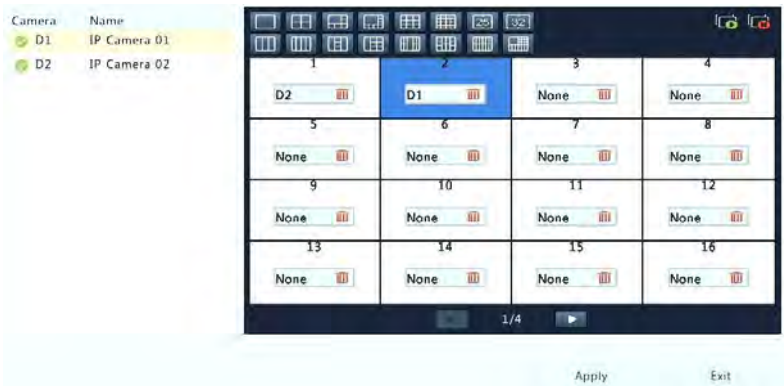 Camera Name
D1 IP Camera 01
D2 IP Camera 02
25 32
1 2 3 4
D2 D1 None None
5 6 7 8
None None None None
9 10 11 12
None None None None
13 14 15 16
None None None None
1/4
Apply Exit